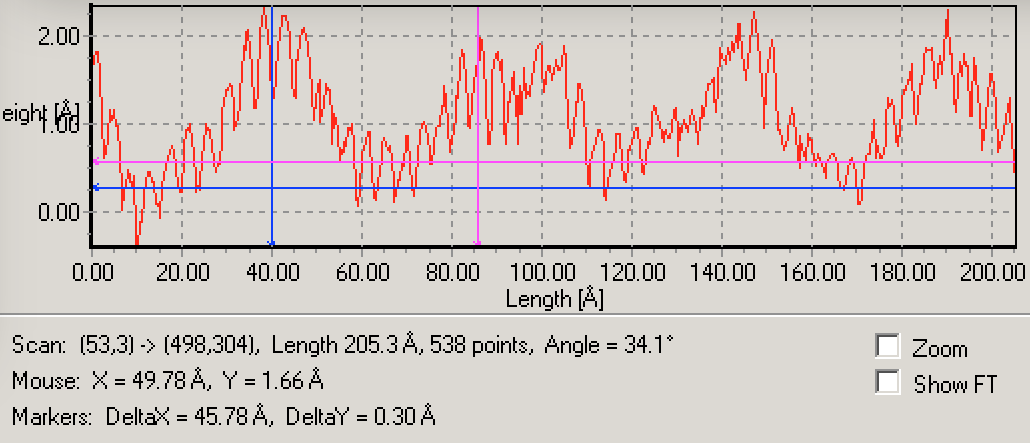 2.00
eight [Å]
1.00
0.00
0.00 20.00 40.00 60.00 80.00 100.00 120.00 140.00 160.00 180.00 200.00
Length [Å]
Scan: (53,3) -> (498,304), Length 205.3 Å, 538 points, Angle = 34.1°
Zoom
Mouse: X = 49.78 Å, Y = 1.66 Å
Show FT
Markers: DeltaX = 45.78 Å, DeltaY = 0.30 Å